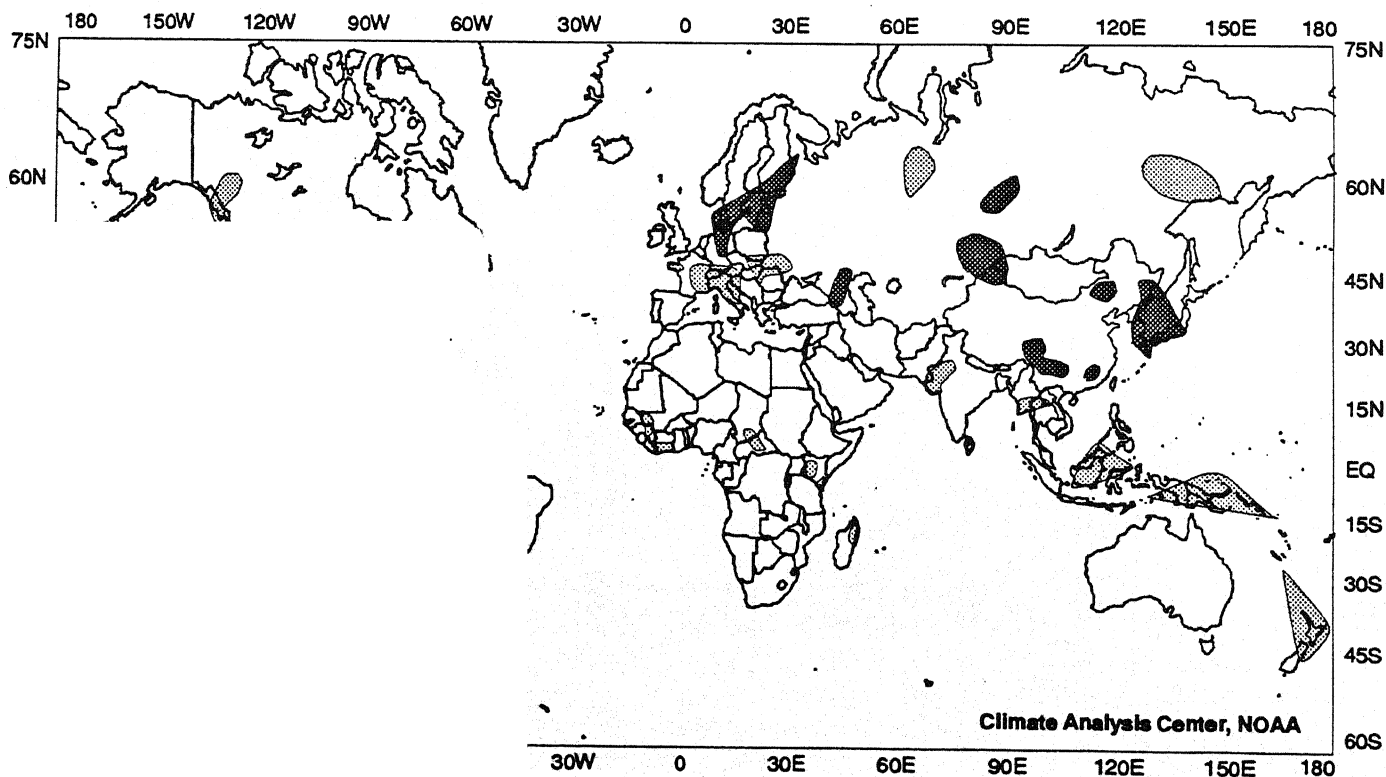 180 150W 120W 90W 60W 30W 0 30E 60E 90E 120E 150E 180
75N 75N
60N 60N
45N
30N
15N
EQ
15S
30S
45S
Climate Analysis Center, NOAA
60S
30W 0 30E 60E 90E 120E 150E 180